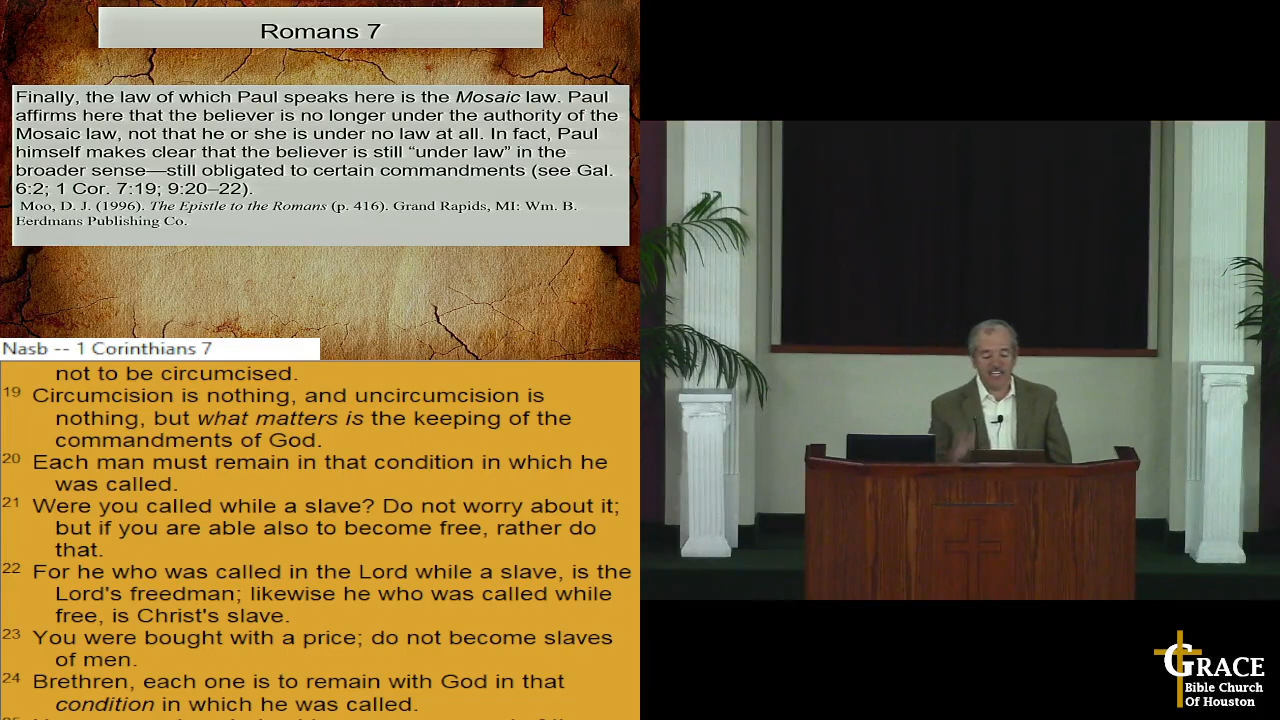 Romans 7
Finally, the law of which Paul speaks here is the Mosaic law. Paul
affirms here that the believer is no longer under the authority of the
Mosaic law, not that he or she is under no law at all. In fact, Paul
himself makes clear that the believer is still “under law” in the
broader sense—still obligated to certain commandments (see Gal.
6:2; 1 Cor. 7:19; 9:20–22).
Moo, D. J. (1996). The Epistle to the Romans (p. 416). Grand Rapids, MI: Wm. B.
Eerdmans Publishing Co.
Nasb -- 1 Corinthians 7
not to be circumcised.
19 Circumcision is nothing, and uncircumcision is
nothing, but what matters is the keeping of the
commandments of God.
20 Each man must remain in that condition in which he
was called.
21 Were you called while a slave? Do not worry about it;
but if you are able also to become free, rather do
that.
22 For he who was called in the Lord while a slave, is the
Lord's freedman; likewise he who was called while
free, is Christ's slave.
23 You were bought with a price; do not become slaves
of men.
24 Brethren, each one is to remain with God in that
condition in which he was called.
GRACE
Bible Church
Of Houston